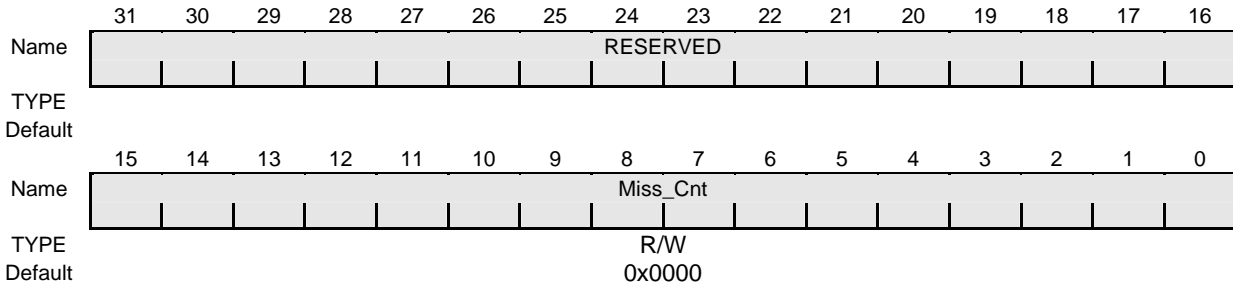 31 30 29 28 27 26 25 24 23 22 21 20 19 18 17 16
Name RESERVED
TYPE
Default
15 14 13 12 11 10 9 8 7 6 5 4 3 2 1 0
Name Miss_Cnt
TYPE R/W
Default 0x0000